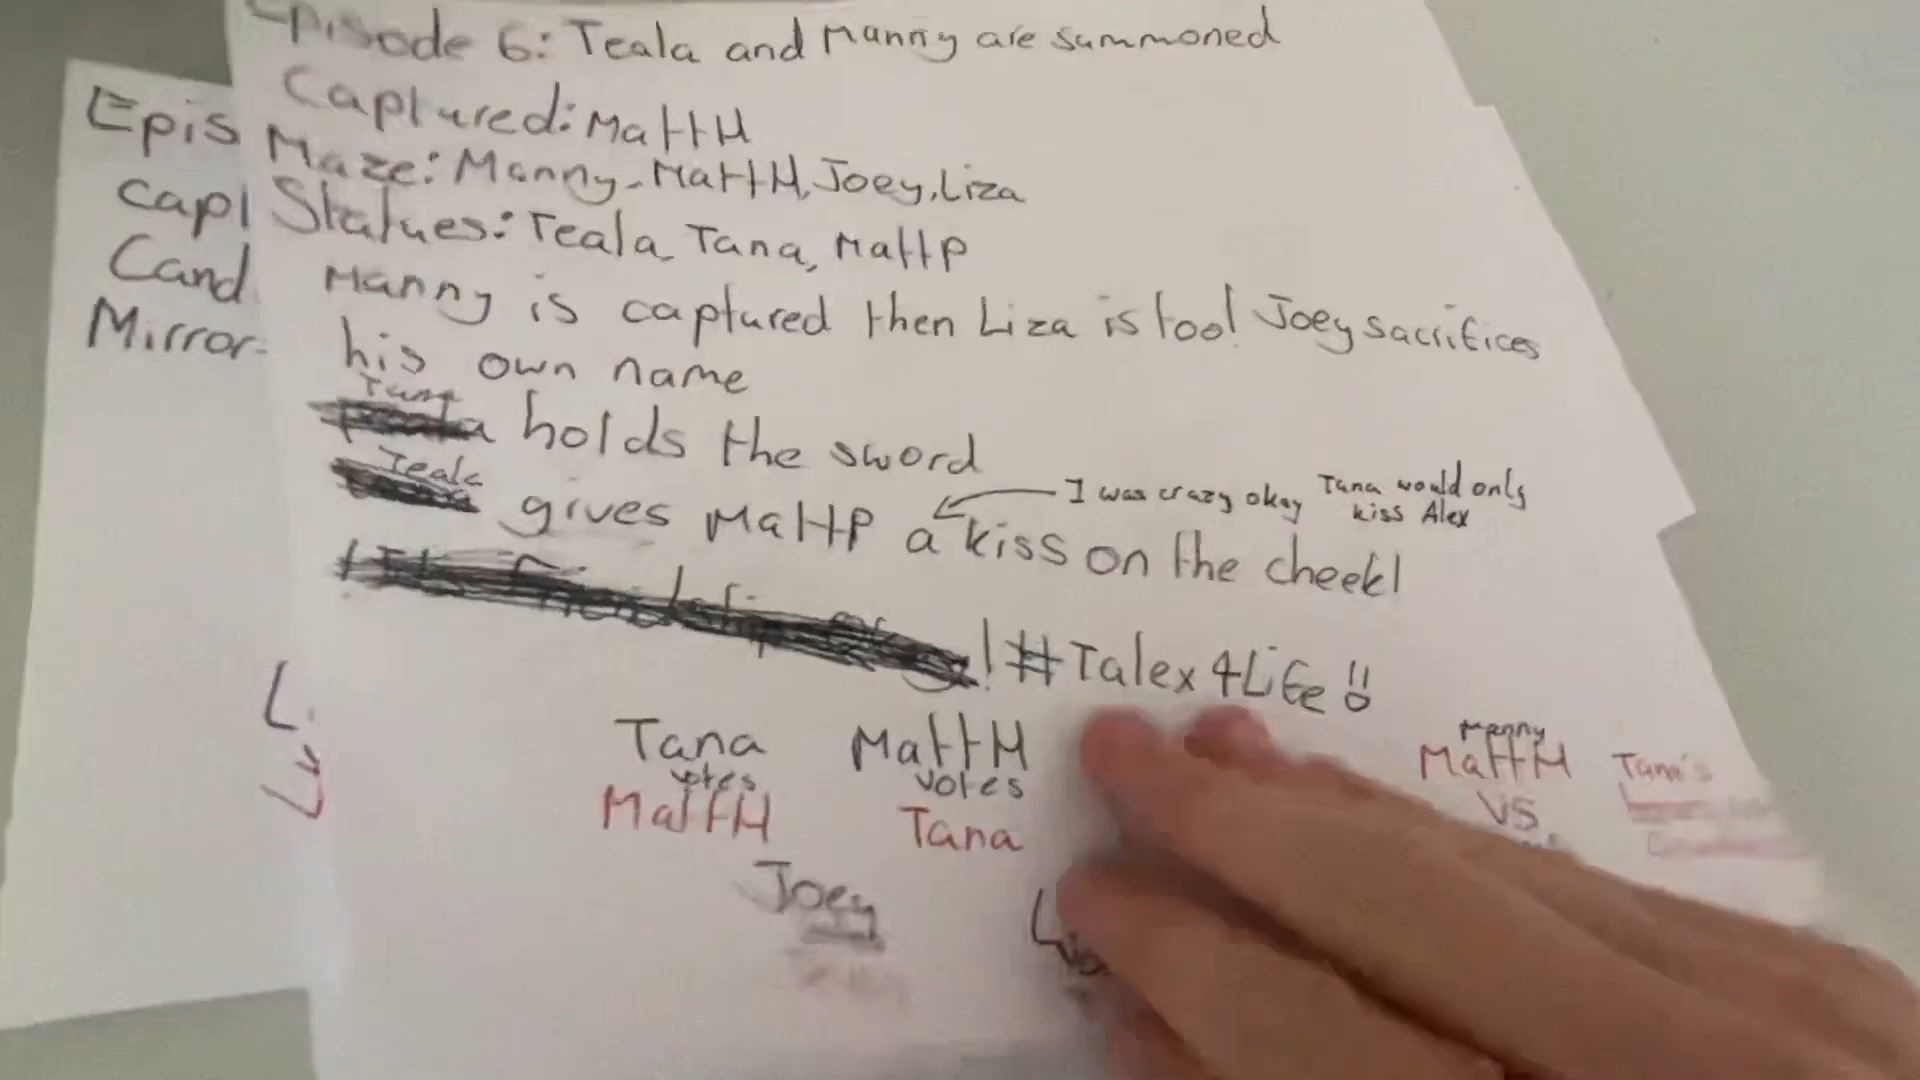 Episode 6: Teala and Manny are summoned
Captured: MattH
Maze: Manny, MattH, Joey, Liza
Statues: Teala, Tana, MattP
Manny is captured then Liza is too! Joey sacrifices
his own name
Tana
holds the sword
Teala
gives MattP a kiss on the cheek!
I was crazy okay Tana would only
kiss Alex
! #Talex4Life!!
Tana MattH
votes votes
MattH Tana
Joey
Manny
MattH
VS.
Tana's
Epis
Capt
Cand
Mirror